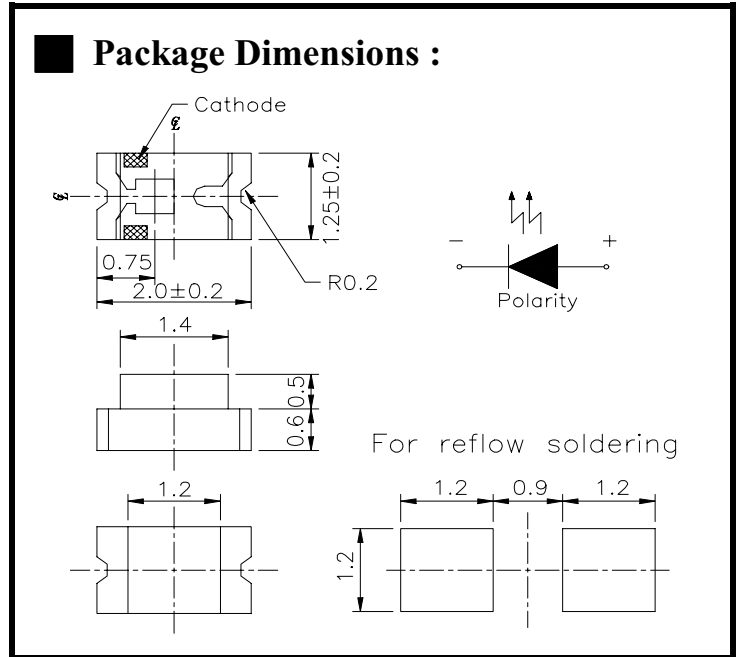 Package Dimensions :
Cathode
℄
℄
1.25±0.2
0.75
2.0±0.2
R0.2
− +
Polarity
1.4
0.5
0.6
For reflow soldering
1.2
1.2 0.9 1.2
1.2